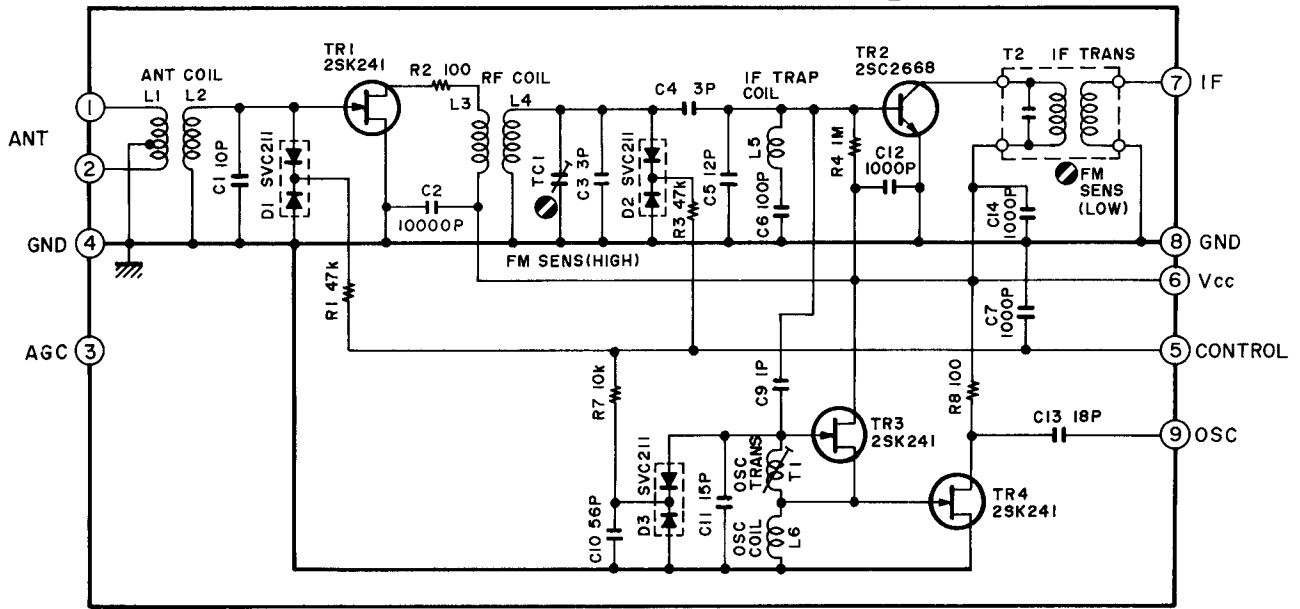 TR1
2SK241
R2 100
RF COIL
ANT COIL
L1 L2
L3 L4
C4 3P
IF TRAP
COIL
TR2
2SC2668
T2 IF TRANS
7 IF
1
ANT
2
C1 10P
D1 SVC211
C2
10000P
TC1
C3 3P
D2 SVC211
R3 47k
C5 12P
L5
C6 100P
R4 1M
C12
1000P
FM
SENS
(LOW)
C14
1000P
GND 4
8 GND
FM SENS(HIGH)
6 Vcc
R1 47k
C7
1000P
AGC 3
5 CONTROL
R7 10k
C9 1P
R8 100
C13 18P
9 OSC
TR3
2SK241
SVC211
D3
C10 56P
C11 15P
OSC
TRANS
T1
OSC
COIL
L6
TR4
2SK241